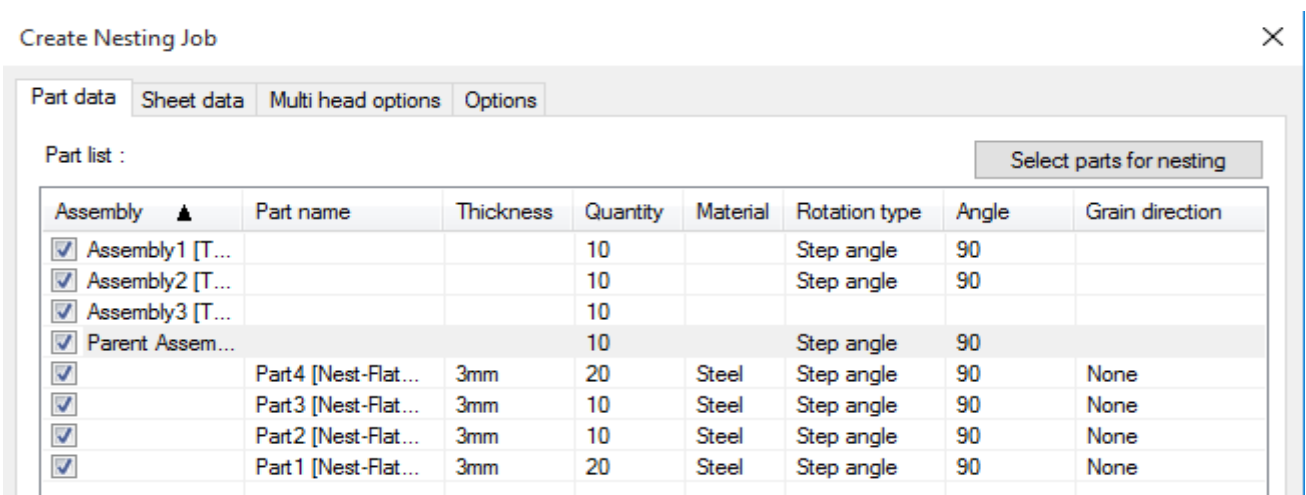 Create Nesting Job
Part data Sheet data Multi head options Options
Part list :
Select parts for nesting
Assembly Part name Thickness Quantity Material Rotation type Angle Grain direction
Assembly1 [T... 10 Step angle 90
Assembly2 [T... 10 Step angle 90
Assembly3 [T... 10
Parent Assem... 10 Step angle 90
Part4 [Nest-Flat... 3mm 20 Steel Step angle 90 None
Part3 [Nest-Flat... 3mm 10 Steel Step angle 90 None
Part2 [Nest-Flat... 3mm 10 Steel Step angle 90 None
Part1 [Nest-Flat... 3mm 20 Steel Step angle 90 None